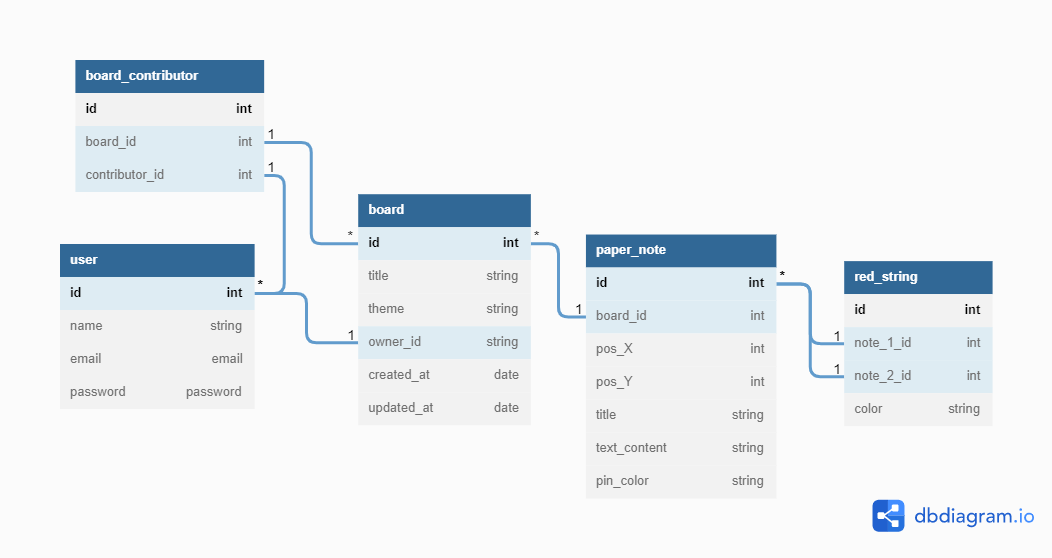 board_contributor
id int
board_id int
contributor_id int
1
1
user
id int
name string
email email
password password
*
board
id int
title string
theme string
owner_id string
created_at date
updated_at date
*
*
1
paper_note
id int
board_id int
pos_X int
pos_Y int
title string
text_content string
pin_color string
1
*
red_string
id int
note_1_id int
note_2_id int
color string
1
1
dbdiagram.io